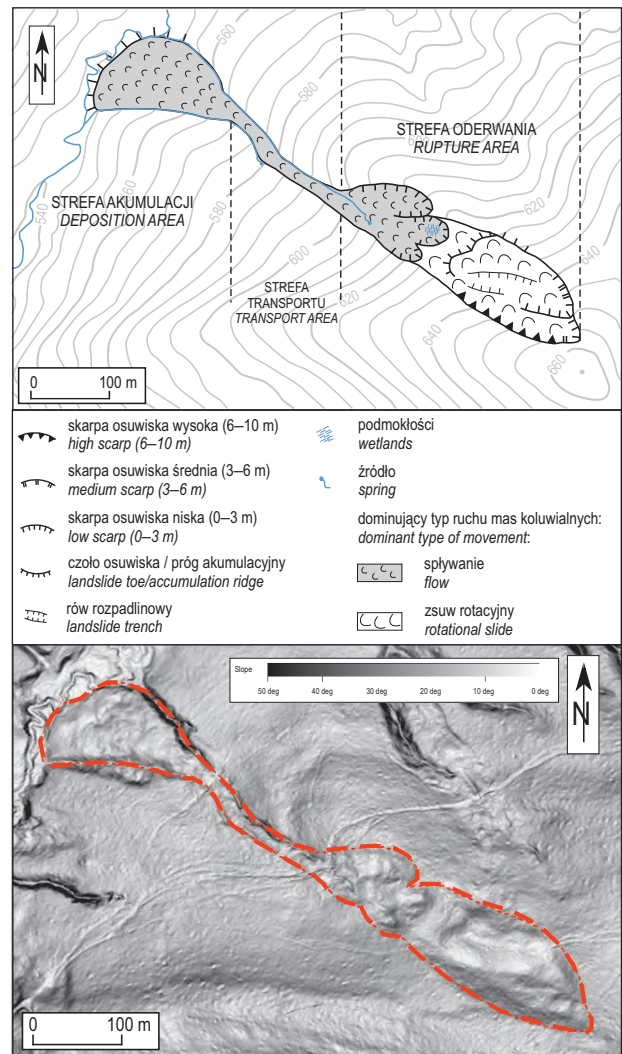 N
560
580
STREFA ODERWANIA
RUPTURE AREA
STREFA AKUMULACJI
DEPOSITION AREA
560
540
580
600
620
620
640
640
660
STREFA
TRANSPORTU
TRANSPORT AREA
0 100 m
skarpa osuwiska wysoka (6–10 m)
high scarp (6–10 m)
skarpa osuwiska średnia (3–6 m)
medium scarp (3–6 m)
skarpa osuwiska niska (0–3 m)
low scarp (0–3 m)
czoło osuwiska / próg akumulacyjny
landslide toe/accumulation ridge
rów rozpadlinowy
landslide trench
podmokłości
wetlands
źródło
spring
dominujący typ ruchu mas koluwialnych:
dominant type of movement:
spływanie
flow
zsuw rotacyjny
rotational slide
Slope
50 deg 40 deg 30 deg 20 deg 10 deg 0 deg
N
0 100 m